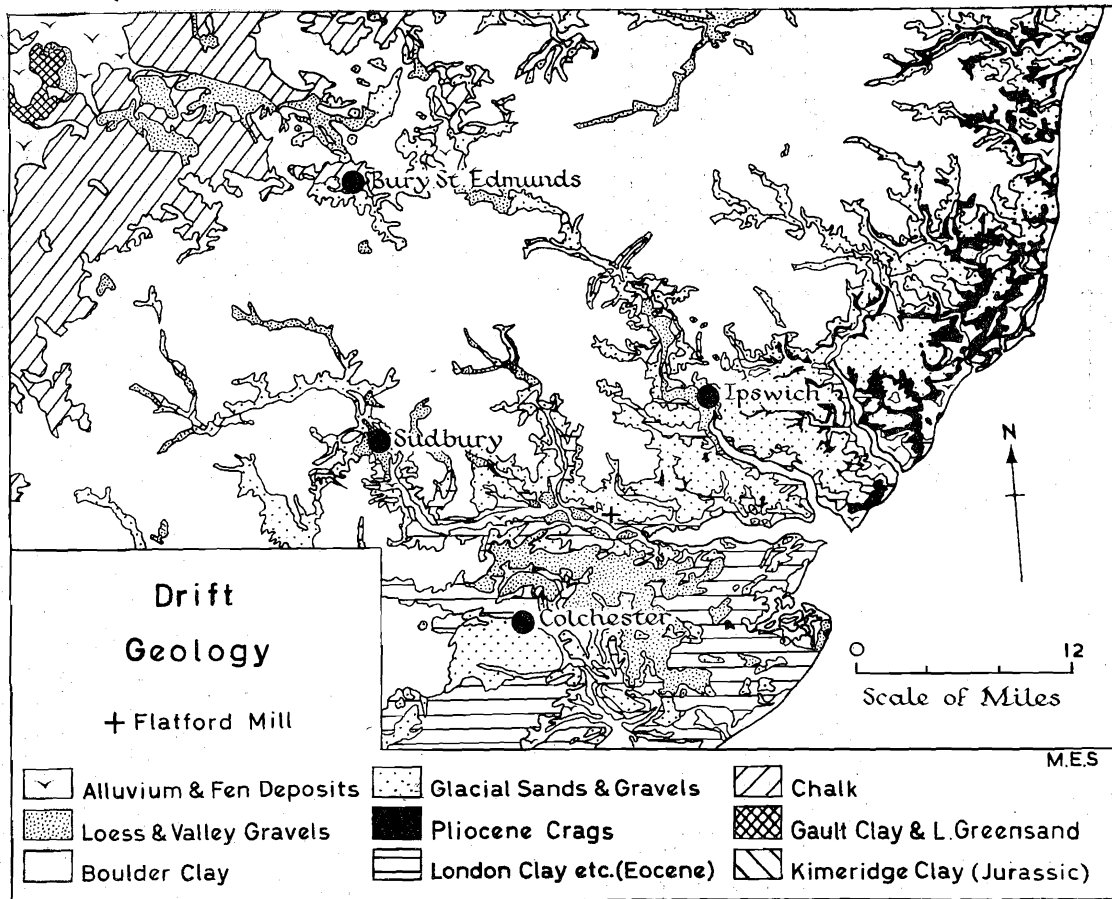 Bury St. Edmunds
Ipswich
Sudbury
N
Colchester
Drift
Geology
+ Flatford Mill
0 12
Scale of Miles
M.E.S
Alluvium & Fen Deposits
Glacial Sands & Gravels
Chalk
Loess & Valley Gravels
Pliocene Crags
Gault Clay & L.Greensand
Boulder Clay
London Clay etc.(Eocene)
Kimeridge Clay (Jurassic)